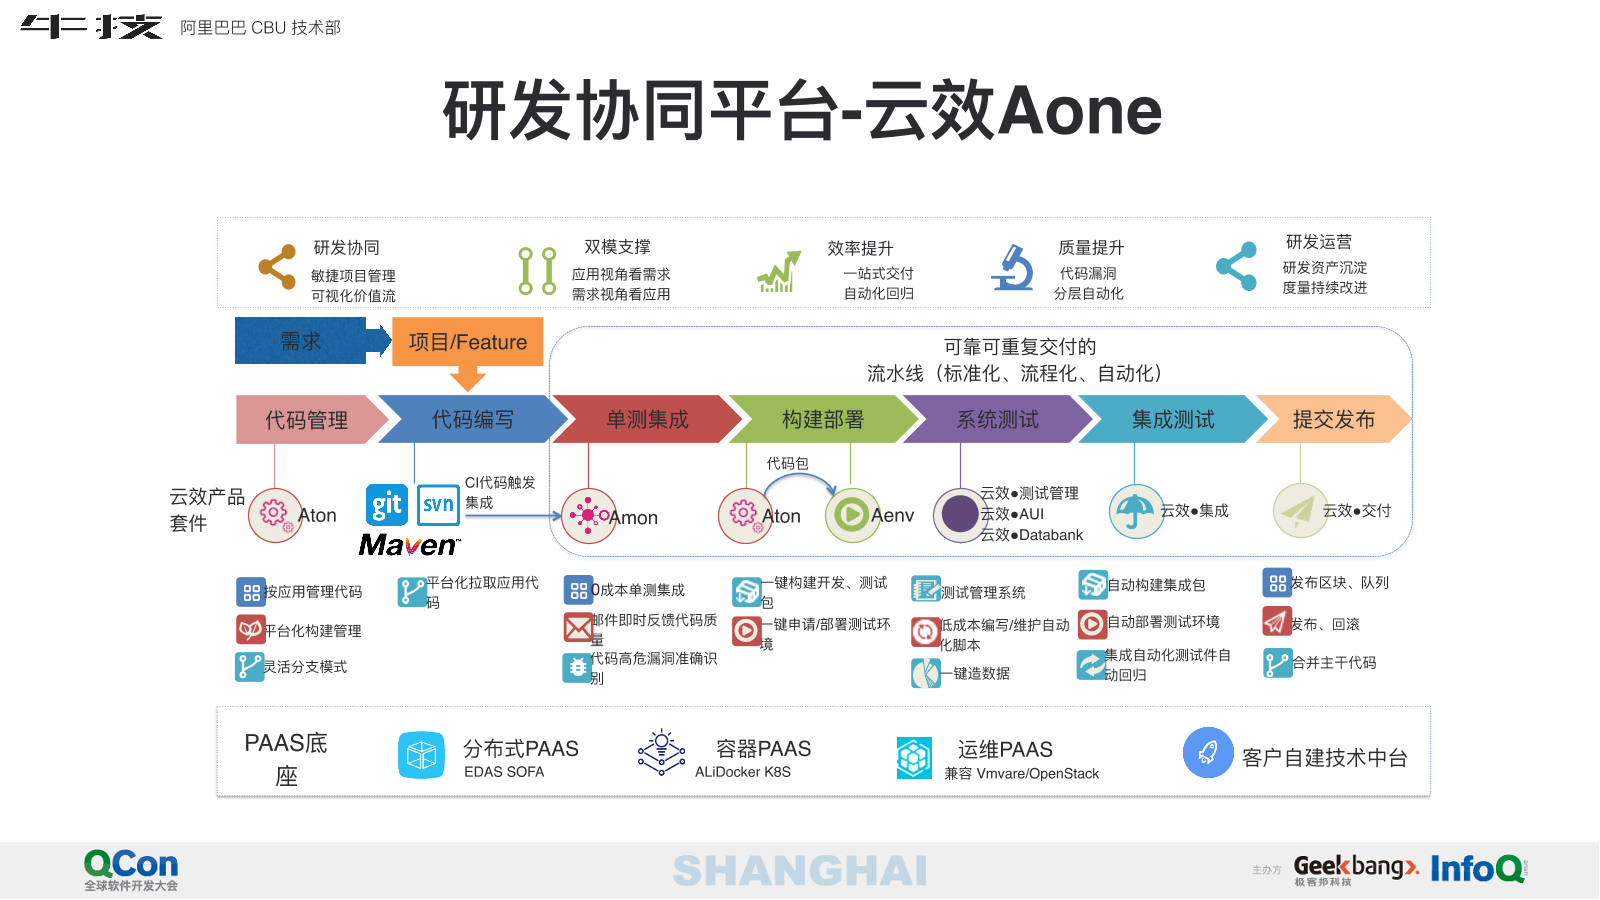 牛技 阿里巴巴 CBU 技术部
研发协同平台-云效Aone
研发协同
敏捷项目管理
可视化价值流
双模支撑
应用视角看需求
需求视角看应用
效率提升
一站式交付
自动化回归
质量提升
代码漏洞
分层自动化
研发运营
研发资产沉淀
度量持续改进
需求
项目/Feature
可靠可重复交付的
流水线（标准化、流程化、自动化）
代码管理
代码编写
单测集成
构建部署
系统测试
集成测试
提交发布
云效产品
套件
Aton
git
svn
Maven™
CI代码触发
集成
Amon
代码包
Aton
Aenv
云效●测试管理
云效●AUI
云效●Databank
云效●集成
云效●交付
按应用管理代码
平台化构建管理
灵活分支模式
平台化拉取应用代
码
0成本单测集成
邮件即时反馈代码质
量
代码高危漏洞准确识
别
一键构建开发、测试
包
一键申请/部署测试环
境
测试管理系统
低成本编写/维护自动
化脚本
一键造数据
自动构建集成包
自动部署测试环境
集成自动化测试件自
动回归
发布区块、队列
发布、回滚
合并主干代码
PAAS底
座
分布式PAAS
EDAS SOFA
容器PAAS
ALiDocker K8S
运维PAAS
兼容 Vmvare/OpenStack
客户自建技术中台
QCon
全球软件开发大会
SHANGHAI
主办方
Geekbang>.
极客邦科技
InfoQ